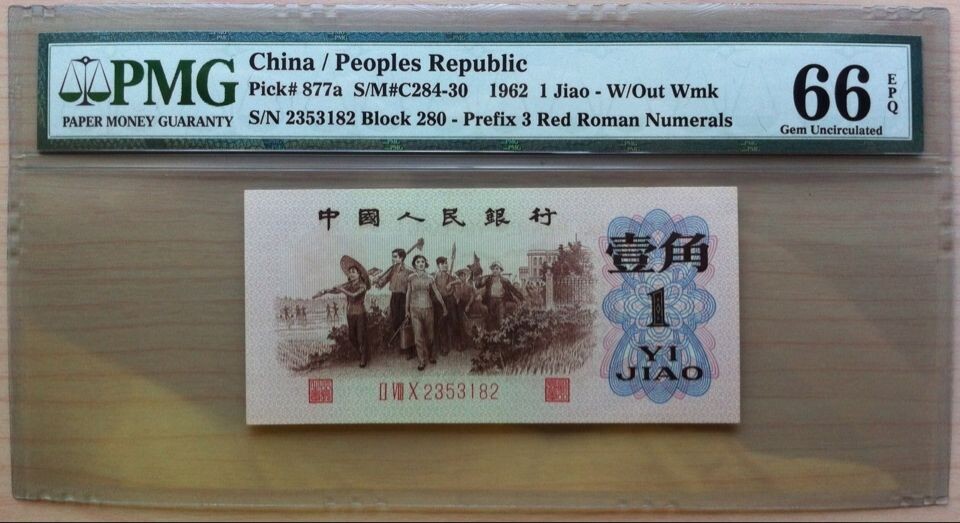 PMG
PAPER MONEY GUARANTY
China / Peoples Republic
Pick# 877a S/M#C284-30 1962 1 Jiao - W/Out Wmk
S/N 2353182 Block 280 - Prefix 3 Red Roman Numerals
66
EPQ
Gem Uncirculated
中國人民銀行
壹角
1
YI
JIAO
II VIII X 2353182